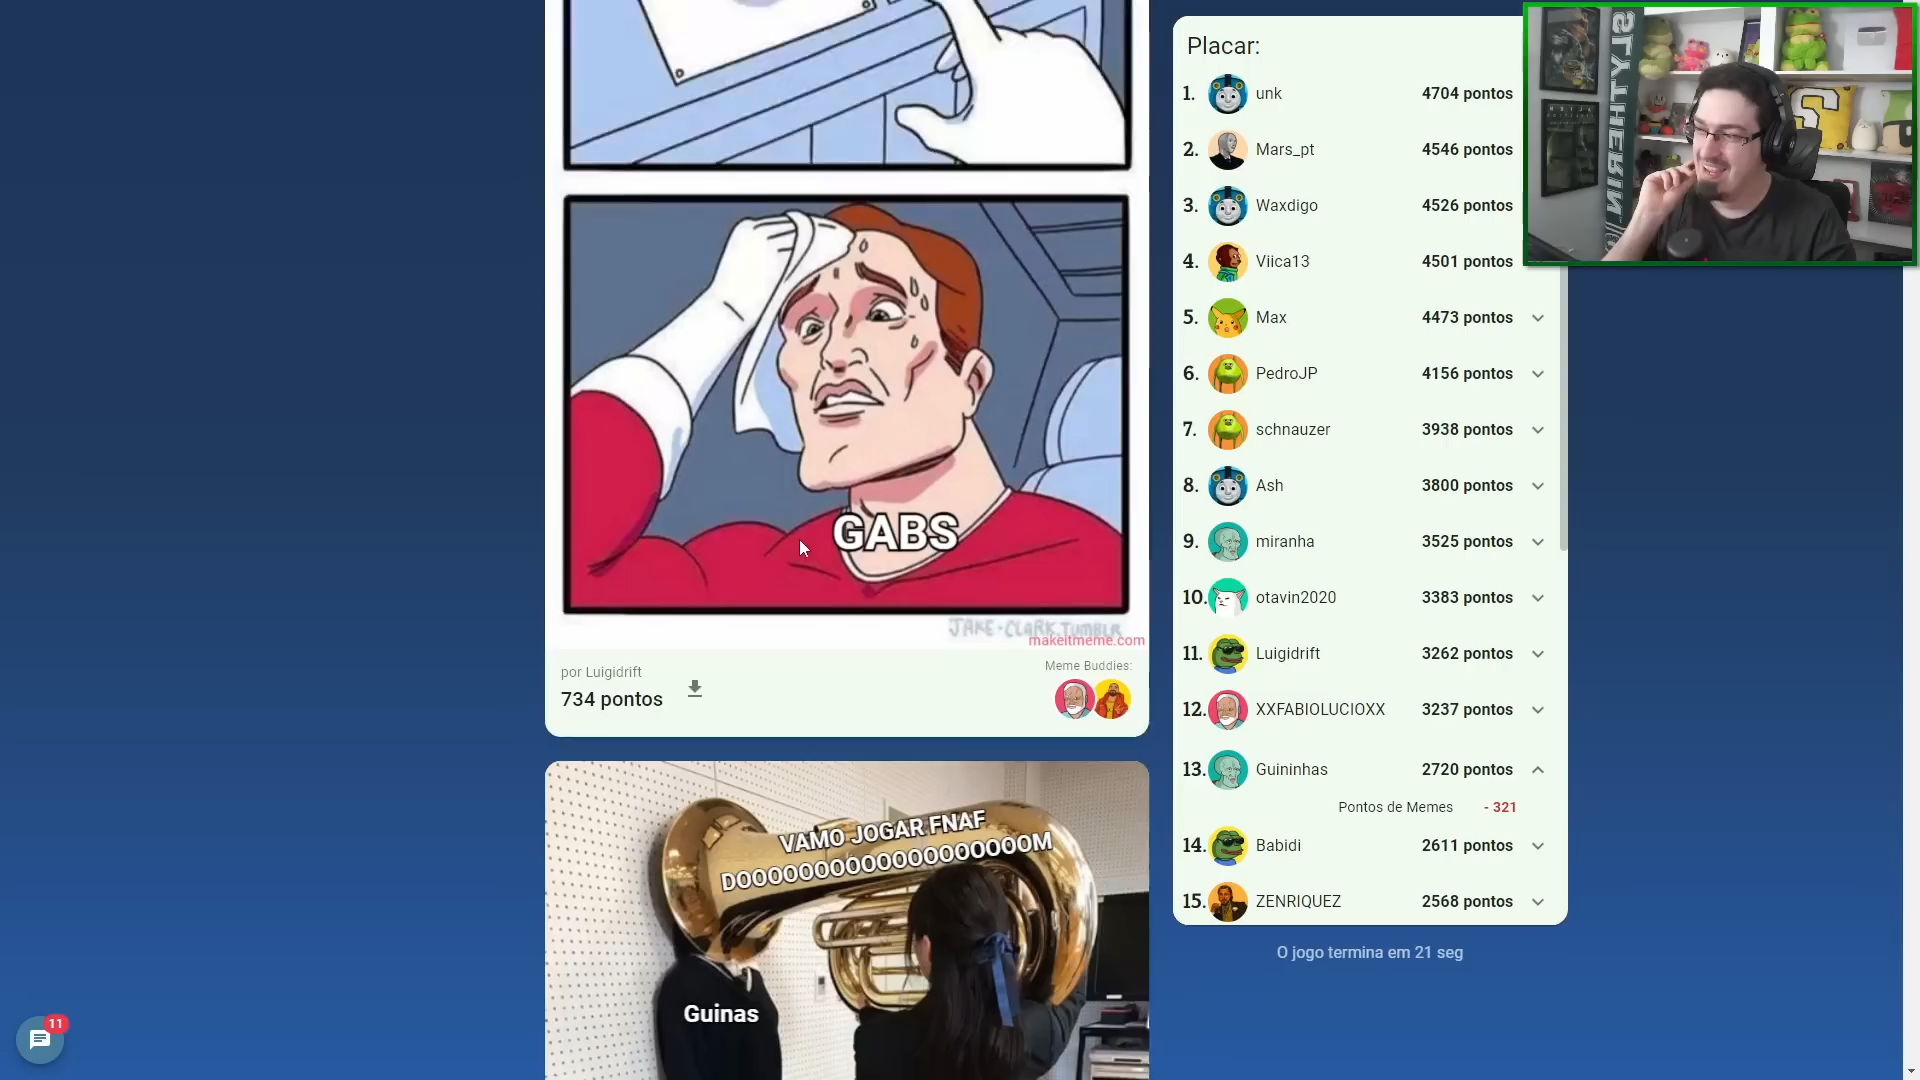 GABS
JAKE-CLARK.TUMBLR
makeitmeme.com
por Luigidrift
734 pontos
Meme Buddies:
VAMO JOGAR FNAF
DOOOOOOOOOOOOOOOOOOOM
Guinas
Placar:
1. unk 4704 pontos
2. Mars_pt 4546 pontos
3. Waxdigo 4526 pontos
4. Viica13 4501 pontos
5. Max 4473 pontos
6. PedroJP 4156 pontos
7. schnauzer 3938 pontos
8. Ash 3800 pontos
9. miranha 3525 pontos
10. otavin2020 3383 pontos
11. Luigidrift 3262 pontos
12. XXFABIOLUCIOXX 3237 pontos
13. Guininhas 2720 pontos
Pontos de Memes - 321
14. Babidi 2611 pontos
15. ZENRIQUEZ 2568 pontos
O jogo termina em 21 seg
SLYTHERIN
S
11